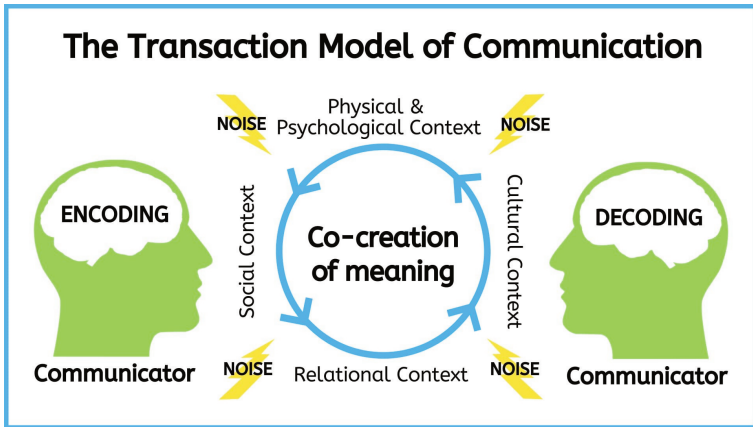 The Transaction Model of Communication
NOISE
Physical &
Psychological Context
NOISE
ENCODING
Social Context
Co-creation
of meaning
Cultural Context
DECODING
Communicator
NOISE
Relational Context
NOISE
Communicator